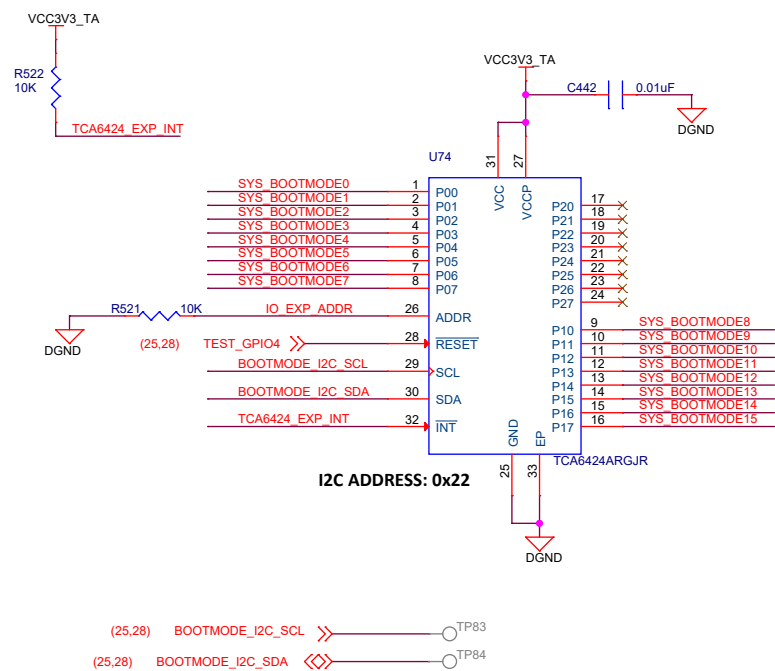 VCC3V3_TA
R522
10K
TCA6424_EXP_INT
VCC3V3_TA
C442 0.01uF
DGND
U74
31 VCC
27 VCCP
SYS_BOOTMODE0 1 P00
SYS_BOOTMODE1 2 P01
SYS_BOOTMODE2 3 P02
SYS_BOOTMODE3 4 P03
SYS_BOOTMODE4 5 P04
SYS_BOOTMODE5 6 P05
SYS_BOOTMODE6 7 P06
SYS_BOOTMODE7 8 P07
P20 17
P21 18
P22 19
P23 20
P24 21
P25 22
P26 23
P27 24
R521 10K IO_EXP_ADDR 26 ADDR
DGND
(25,28) TEST_GPIO4 28 RESET
BOOTMODE_I2C_SCL 29 SCL
BOOTMODE_I2C_SDA 30 SDA
TCA6424_EXP_INT 32 INT
P10 9 SYS_BOOTMODE8
P11 10 SYS_BOOTMODE9
P12 11 SYS_BOOTMODE10
P13 12 SYS_BOOTMODE11
P14 13 SYS_BOOTMODE12
P15 14 SYS_BOOTMODE13
P16 15 SYS_BOOTMODE14
P17 16 SYS_BOOTMODE15
GND 25
EP 33
TCA6424ARGJR
I2C ADDRESS: 0x22
DGND
(25,28) BOOTMODE_I2C_SCL TP83
(25,28) BOOTMODE_I2C_SDA TP84